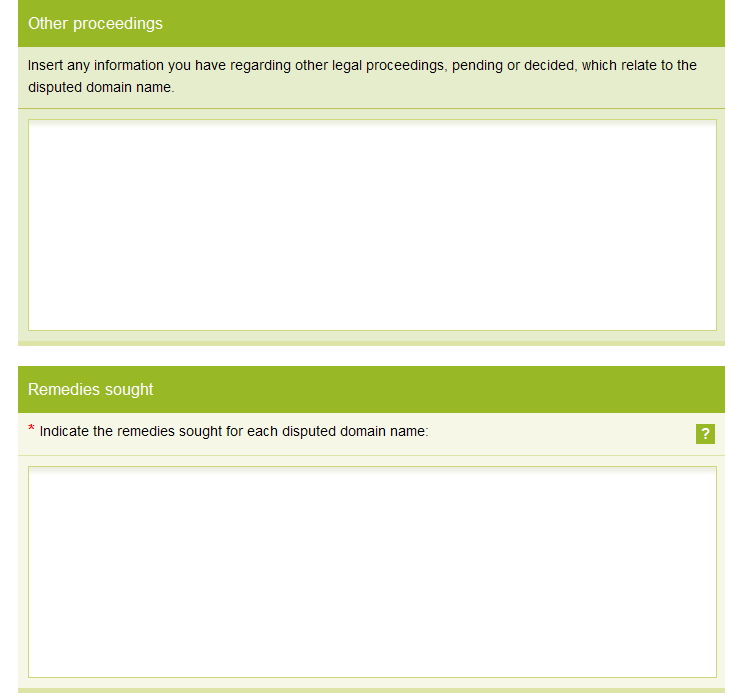 Other proceedings
Insert any information you have regarding other legal proceedings, pending or decided, which relate to the
disputed domain name.
Remedies sought
* Indicate the remedies sought for each disputed domain name:
?